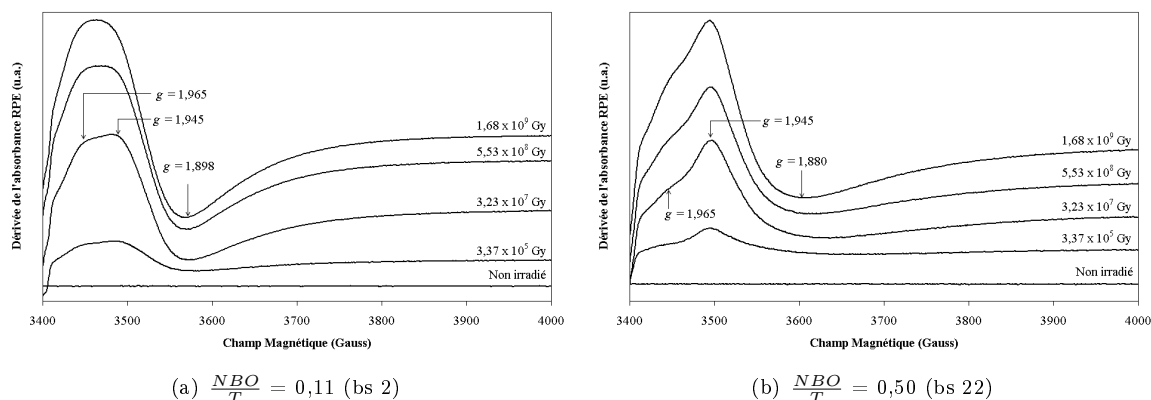 Dérivée de l'absorbance RPE (u.a.)
g = 1,965
g = 1,945
g = 1,898
1,68 x 10⁹ Gy
5,53 x 10⁸ Gy
3,23 x 10⁷ Gy
3,37 x 10⁵ Gy
Non irradié
3400 3500 3600 3700 3800 3900 4000
Champ Magnétique (Gauss)
(a) NBO/T = 0,11 (bs 2)
Dérivée de l'absorbance RPE (u.a.)
g = 1,945
g = 1,880
g = 1,965
1,68 x 10⁹ Gy
5,53 x 10⁸ Gy
3,23 x 10⁷ Gy
3,37 x 10⁵ Gy
Non irradié
3400 3500 3600 3700 3800 3900 4000
Champ Magnétique (Gauss)
(b) NBO/T = 0,50 (bs 22)